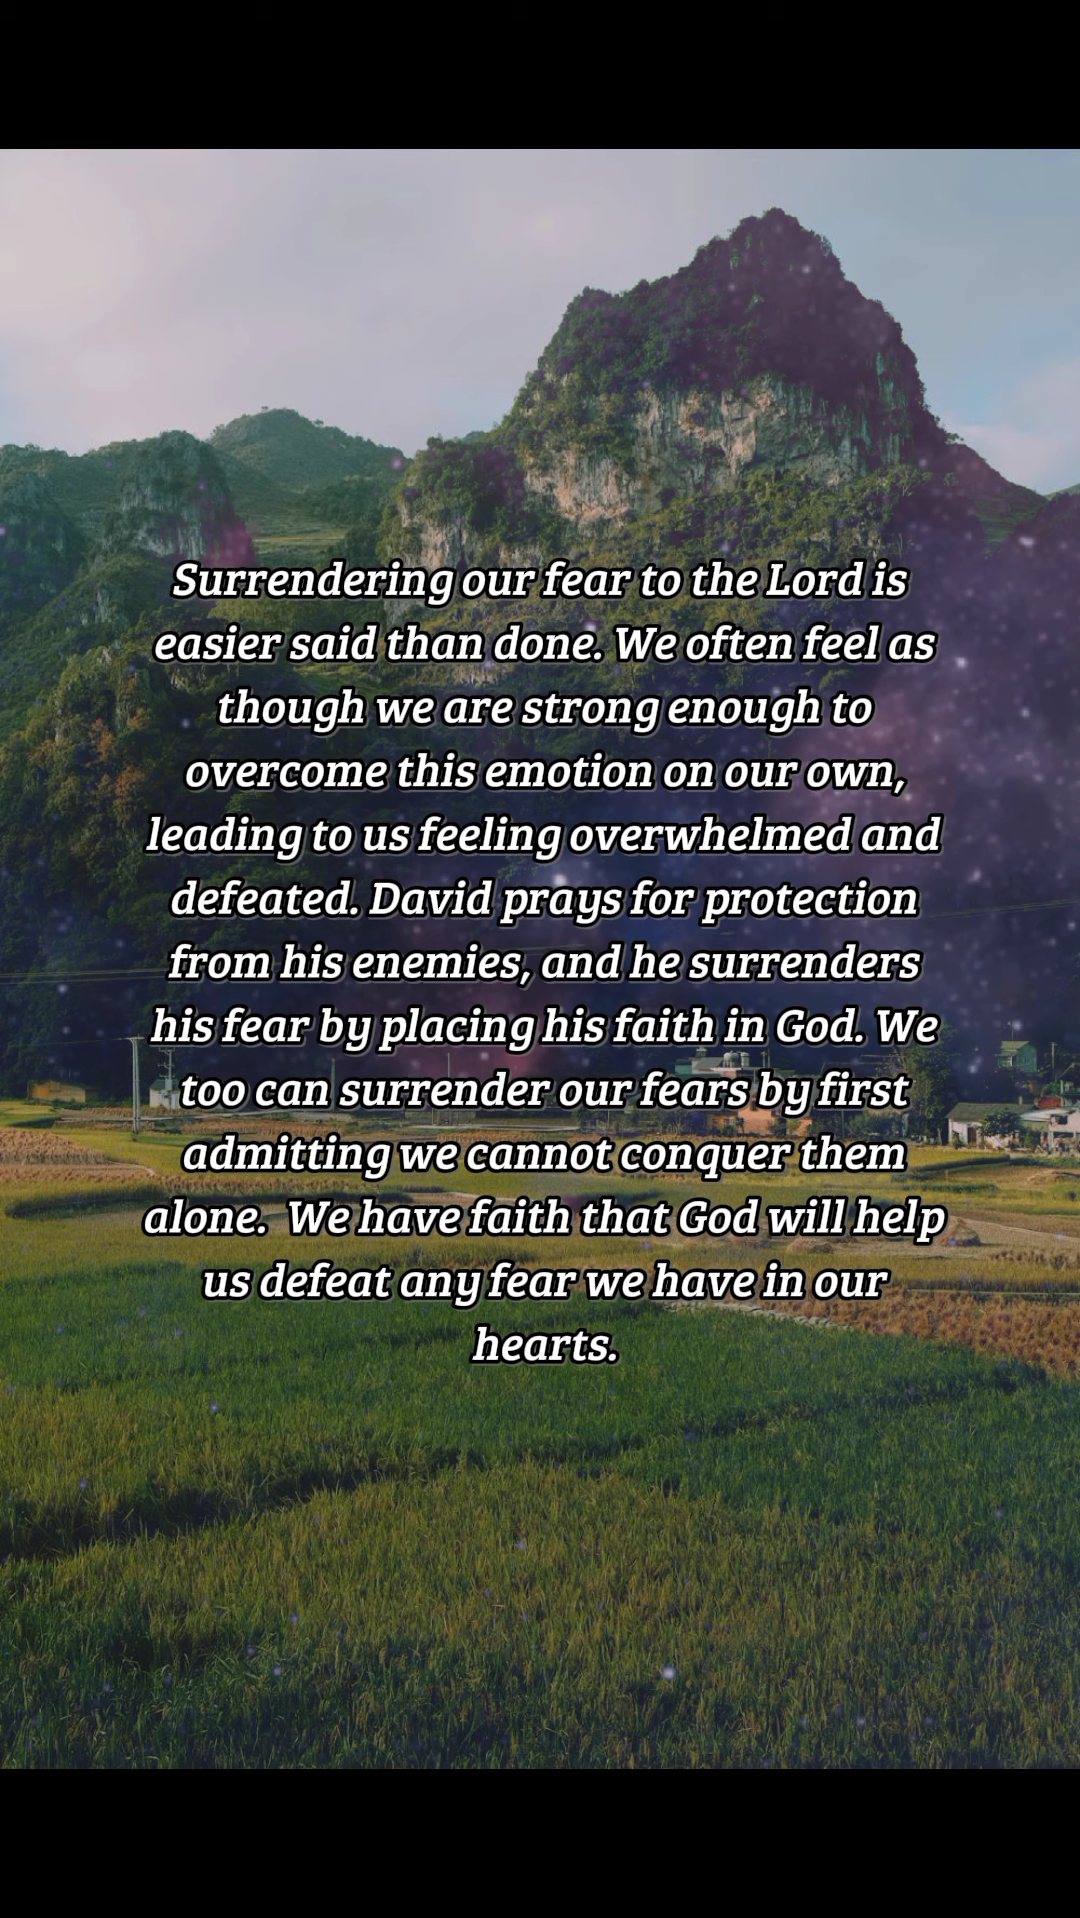 Surrendering our fear to the Lord is
easier said than done. We often feel as
though we are strong enough to
overcome this emotion on our own,
leading to us feeling overwhelmed and
defeated. David prays for protection
from his enemies, and he surrenders
his fear by placing his faith in God. We
too can surrender our fears by first
admitting we cannot conquer them
alone.  We have faith that God will help
us defeat any fear we have in our
hearts.